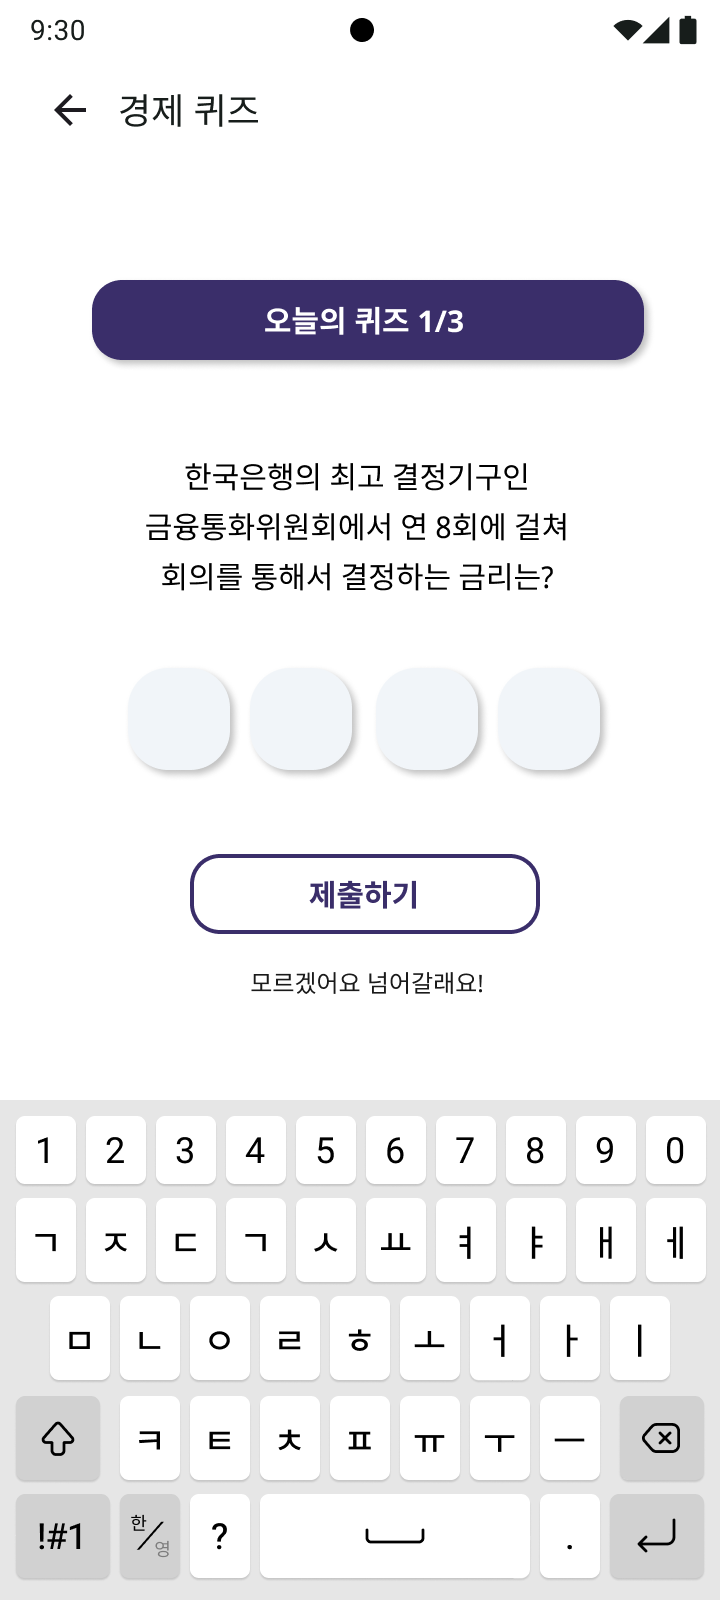 9:30
경제 퀴즈
오늘의 퀴즈 1/3
한국은행의 최고 결정기구인
금융통화위원회에서 연 8회에 걸쳐
회의를 통해서 결정하는 금리는?
제출하기
모르겠어요 넘어갈래요!
1 2 3 4 5 6 7 8 9 0
ㄱ ㅈ ㄷ ㄱ ㅅ ㅛ ㅕ ㅑ ㅐ ㅔ
ㅁ ㄴ ㅇ ㄹ ㅎ ㅗ ㅓ ㅏ ㅣ
ㅋ ㅌ ㅊ ㅍ ㅠ ㅜ ㅡ
!#1 한/영 ? .